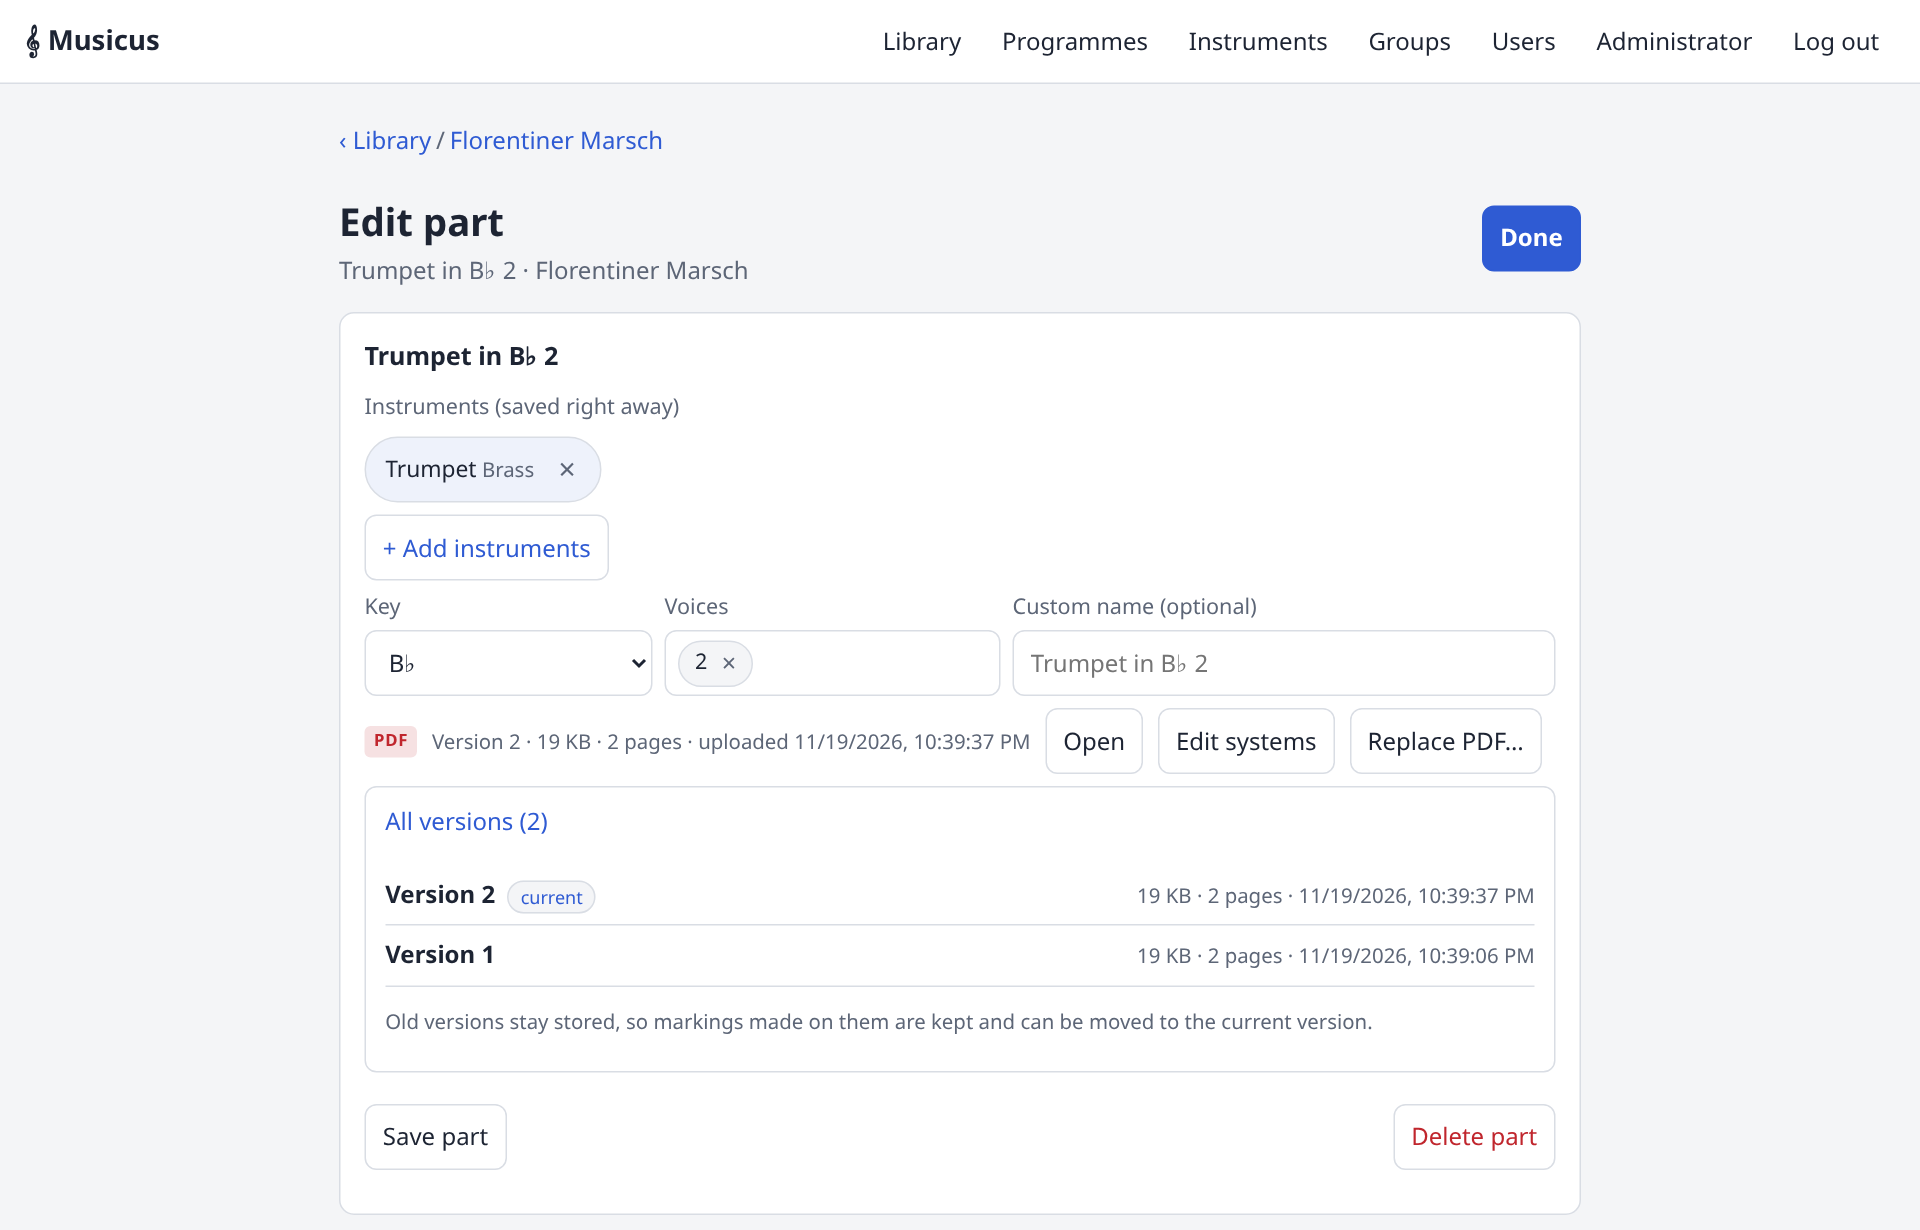 Musicus
Library Programmes Instruments Groups Users Administrator Log out
‹ Library / Florentiner Marsch
Edit part
Done
Trumpet in B♭ 2 · Florentiner Marsch
Trumpet in B♭ 2
Instruments (saved right away)
Trumpet Brass ✕
+ Add instruments
Key Voices Custom name (optional)
B♭ 2 ✕ Trumpet in B♭ 2
PDF Version 2 · 19 KB · 2 pages · uploaded 11/19/2026, 10:39:37 PM Open Edit systems Replace PDF...
All versions (2)
Version 2 current 19 KB · 2 pages · 11/19/2026, 10:39:37 PM
Version 1 19 KB · 2 pages · 11/19/2026, 10:39:06 PM
Old versions stay stored, so markings made on them are kept and can be moved to the current version.
Save part Delete part